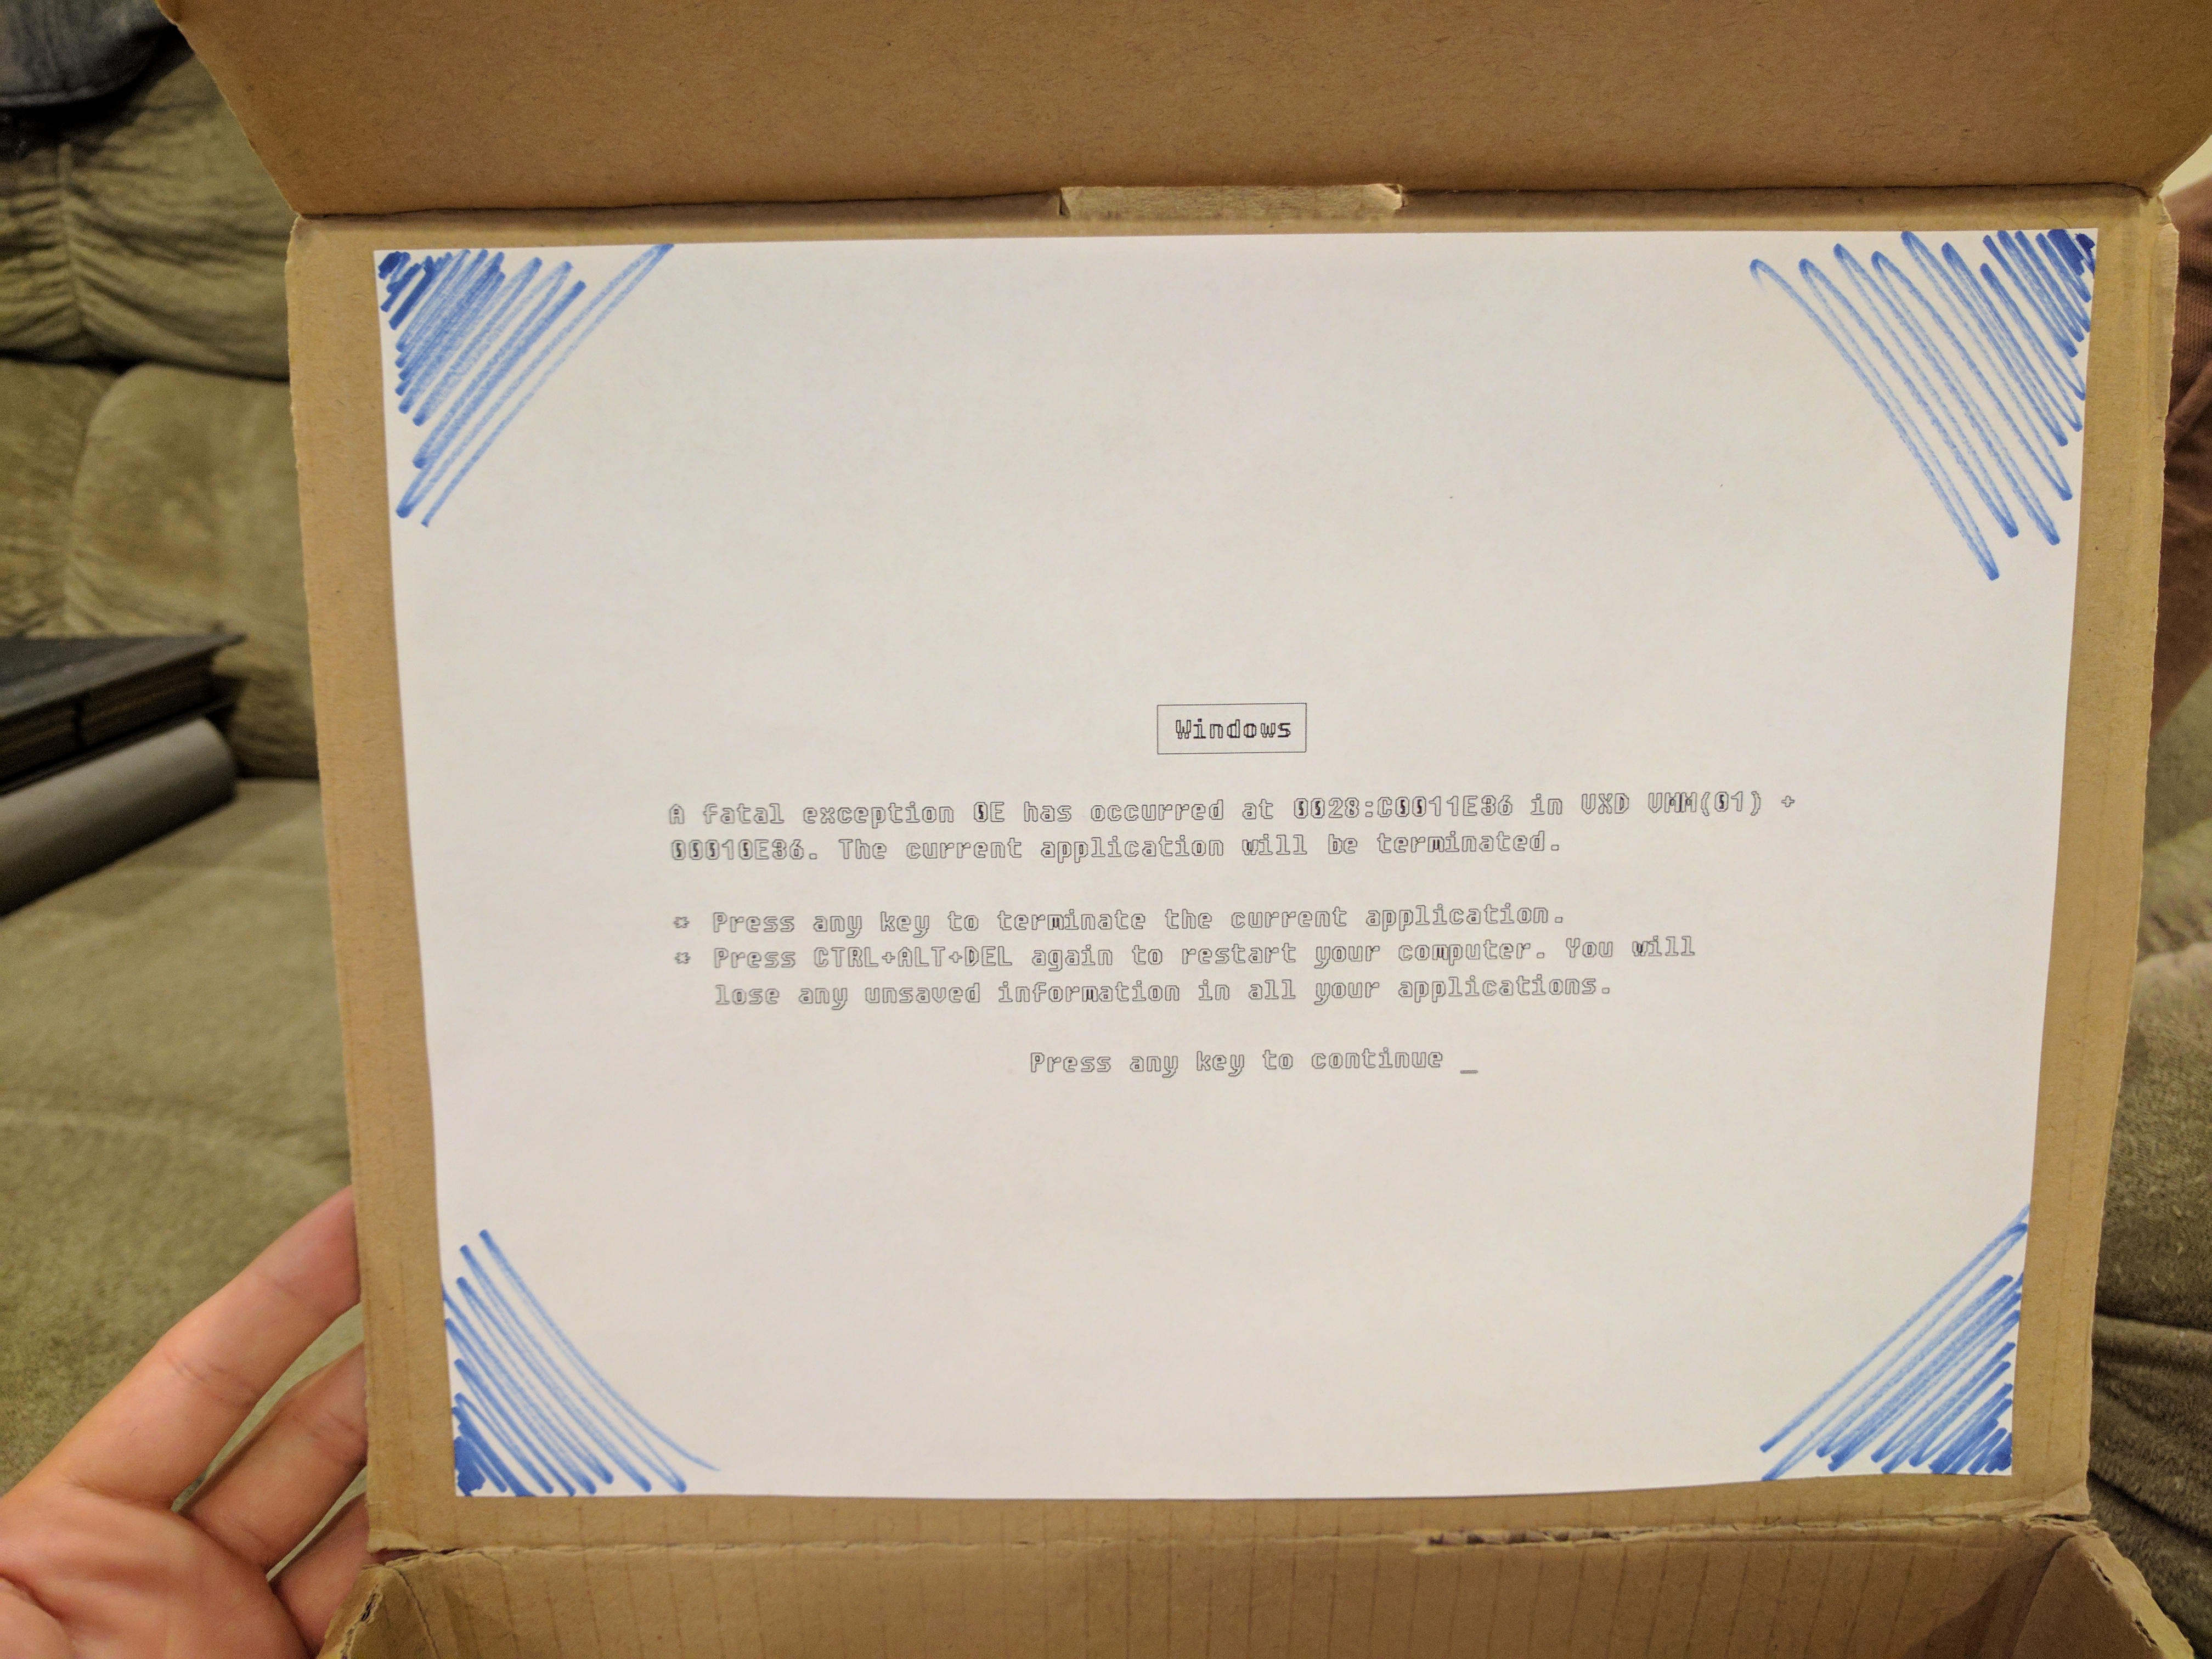 Windows
A fatal exception 0E has occurred at 0028:C0011E36 in VXD VMM(01) +
00010E36. The current application will be terminated.
* Press any key to terminate the current application.
* Press CTRL+ALT+DEL again to restart your computer. You will
lose any unsaved information in all your applications.
Press any key to continue _